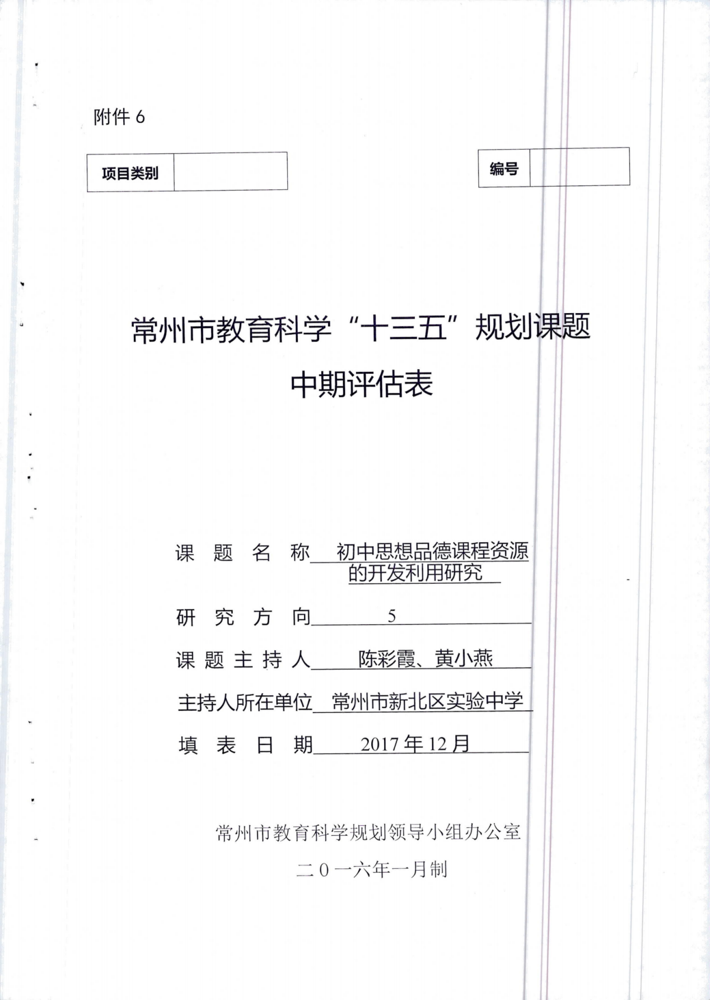 附件 6
项目类别
编号
常州市教育科学“十三五”规划课题
中期评估表
课题名称 初中思想品德课程资源
的开发利用研究
研究方向 5
课题主持人 陈彩霞、黄小燕
主持人所在单位 常州市新北区实验中学
填表日期 2017 年 12 月
常州市教育科学规划领导小组办公室
二0一六年一月制